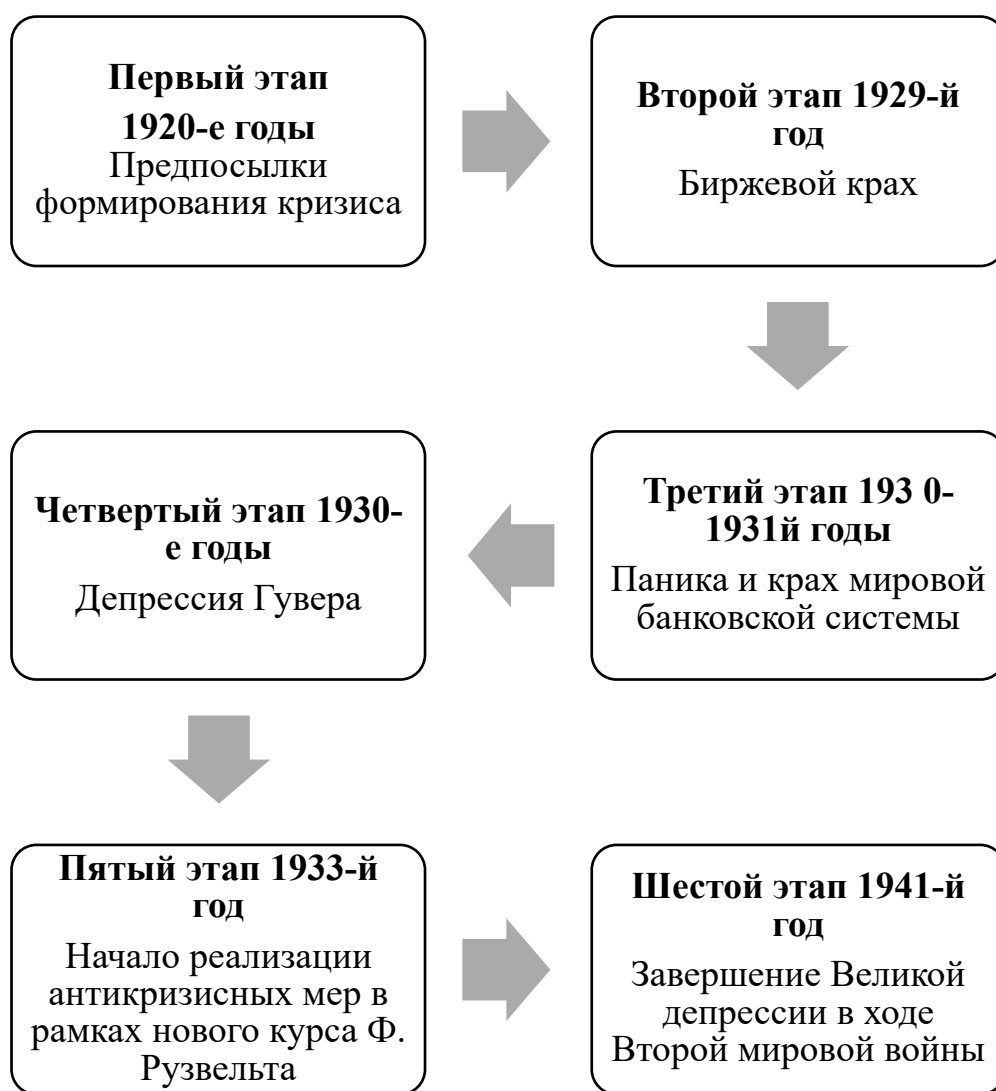 Первый этап
1920-е годы
Предпосылки
формирования кризиса
Второй этап 1929-й
год
Биржевой крах
Третий этап 193 0-
1931й годы
Паника и крах мировой
банковской системы
Четвертый этап 1930-
е годы
Депрессия Гувера
Пятый этап 1933-й
год
Начало реализации
антикризисных мер в
рамках нового курса Ф.
Рузвельта
Шестой этап 1941-й
год
Завершение Великой
депрессии в ходе
Второй мировой войны